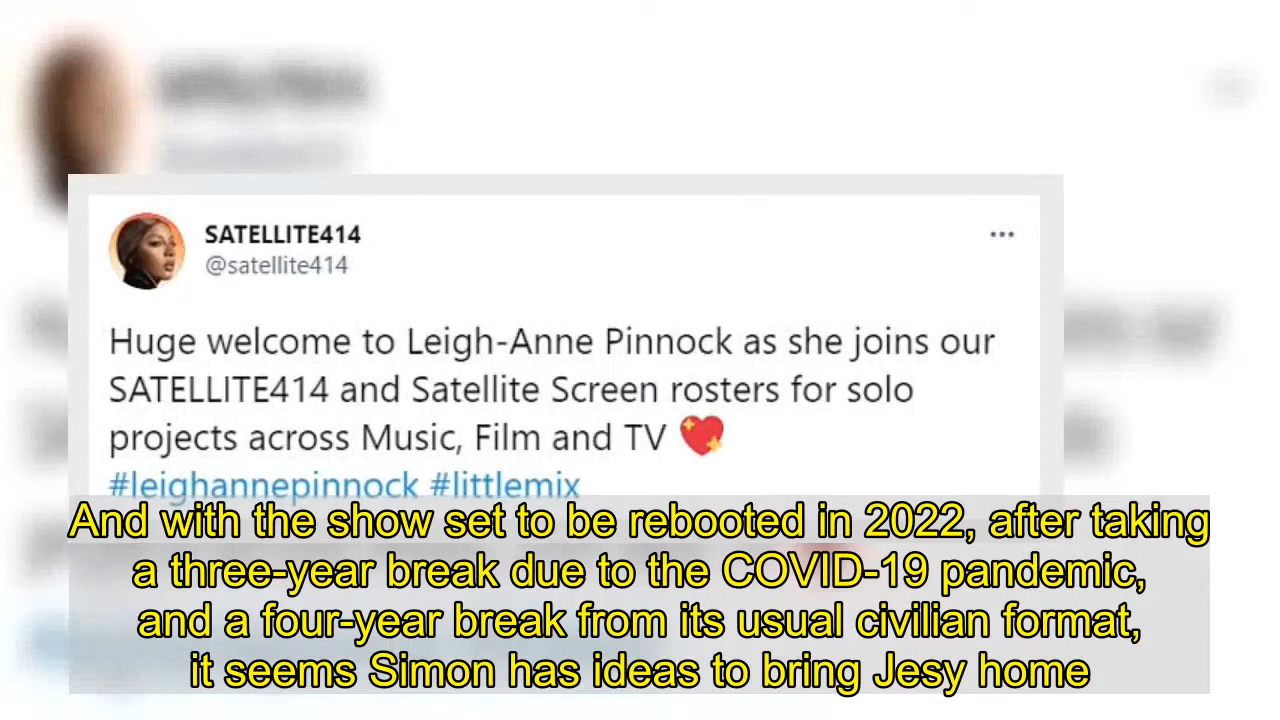 SATELLITE414
@satellite414
Huge welcome to Leigh-Anne Pinnock as she joins our
SATELLITE414 and Satellite Screen rosters for solo
projects across Music, Film and TV 💖
#leighannepinnock #littlemix
And with the show set to be rebooted in 2022, after taking
a three-year break due to the COVID-19 pandemic,
and a four-year break from its usual civilian format,
it seems Simon has ideas to bring Jesy home